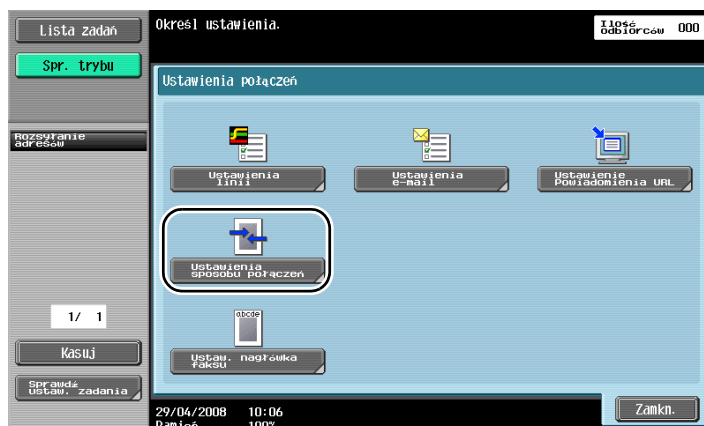 Lista zadań
Określ ustawienia.
Ilość
odbiorców 000
Spr. trybu
Ustawienia połączeń
Rozsyłanie
adresów
Ustawienia
linii
Ustawienia
e-mail
Ustawienie
Powiadomienia URL
Ustawienia
sposobu połączeń
1/ 1
abcde
Kasuj
Ustaw. nagłówka
faksu
Sprawdź
ustaw. zadania
29/04/2008 10:06
Zamkn.
Pamięć 100%